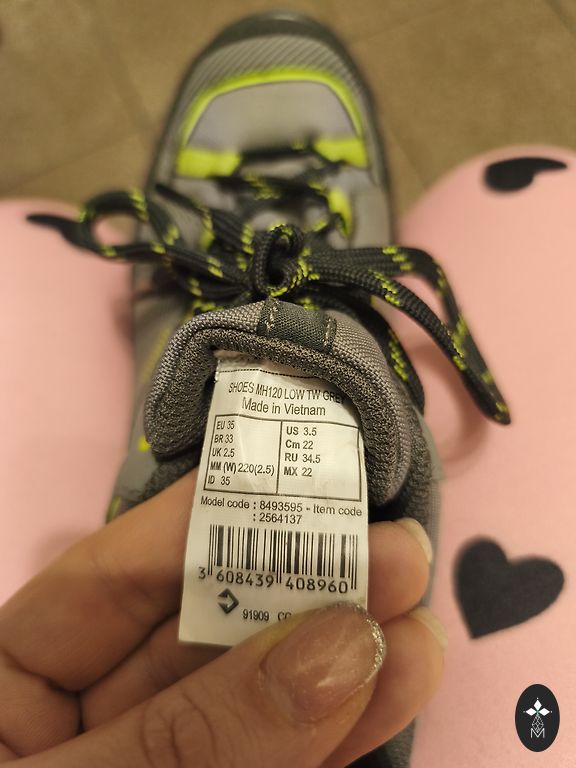 SHOES MH120 LOW TW GREY
Made in Vietnam
EU 35
BR 33
UK 2.5
MM (W) 220(2.5)
ID 35
US 3.5
Cm 22
RU 34.5
MX 22
Model code : 8493595 - Item code
: 2564137
3 608439 408960
91909
M